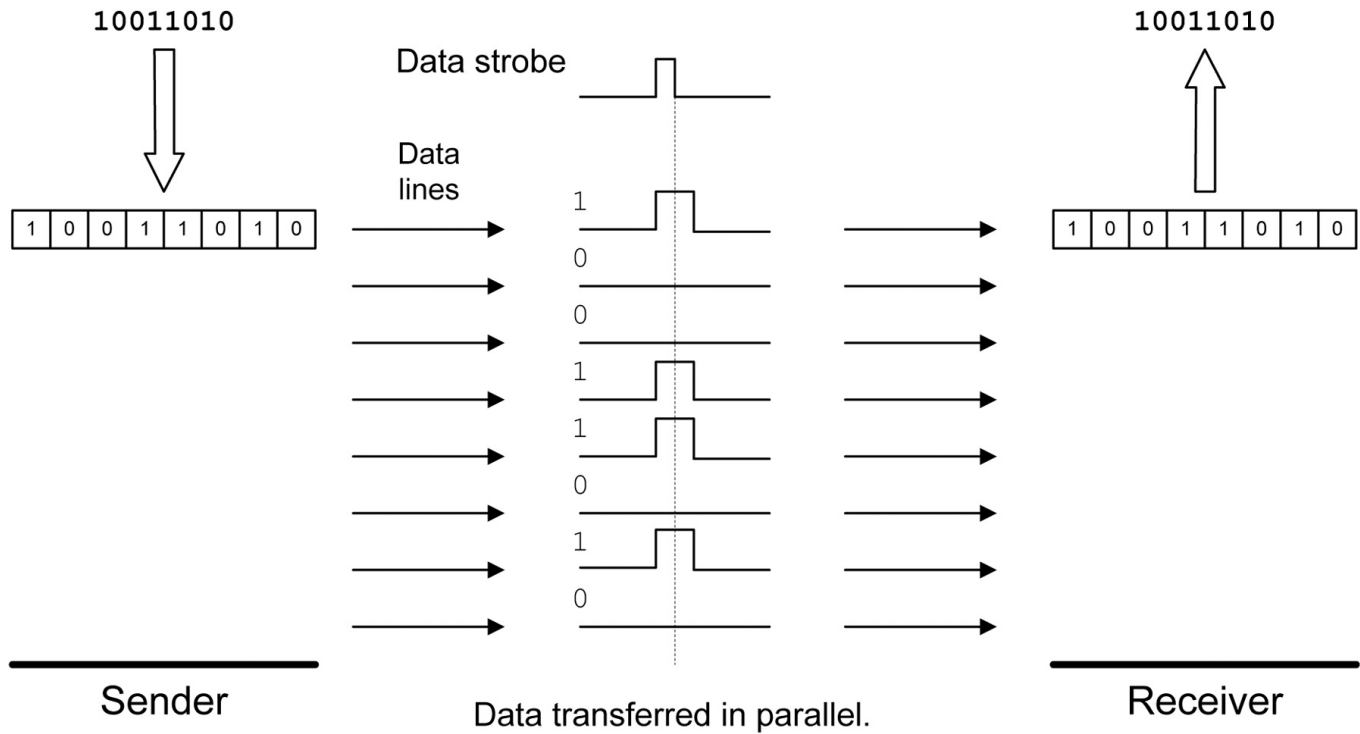 10011010
10011010
Data strobe
Data
lines
1 0 0 1 1 0 1 0
1
0
0
1
1
0
1
0
1 0 0 1 1 0 1 0
Sender
Data transferred in parallel.
Receiver